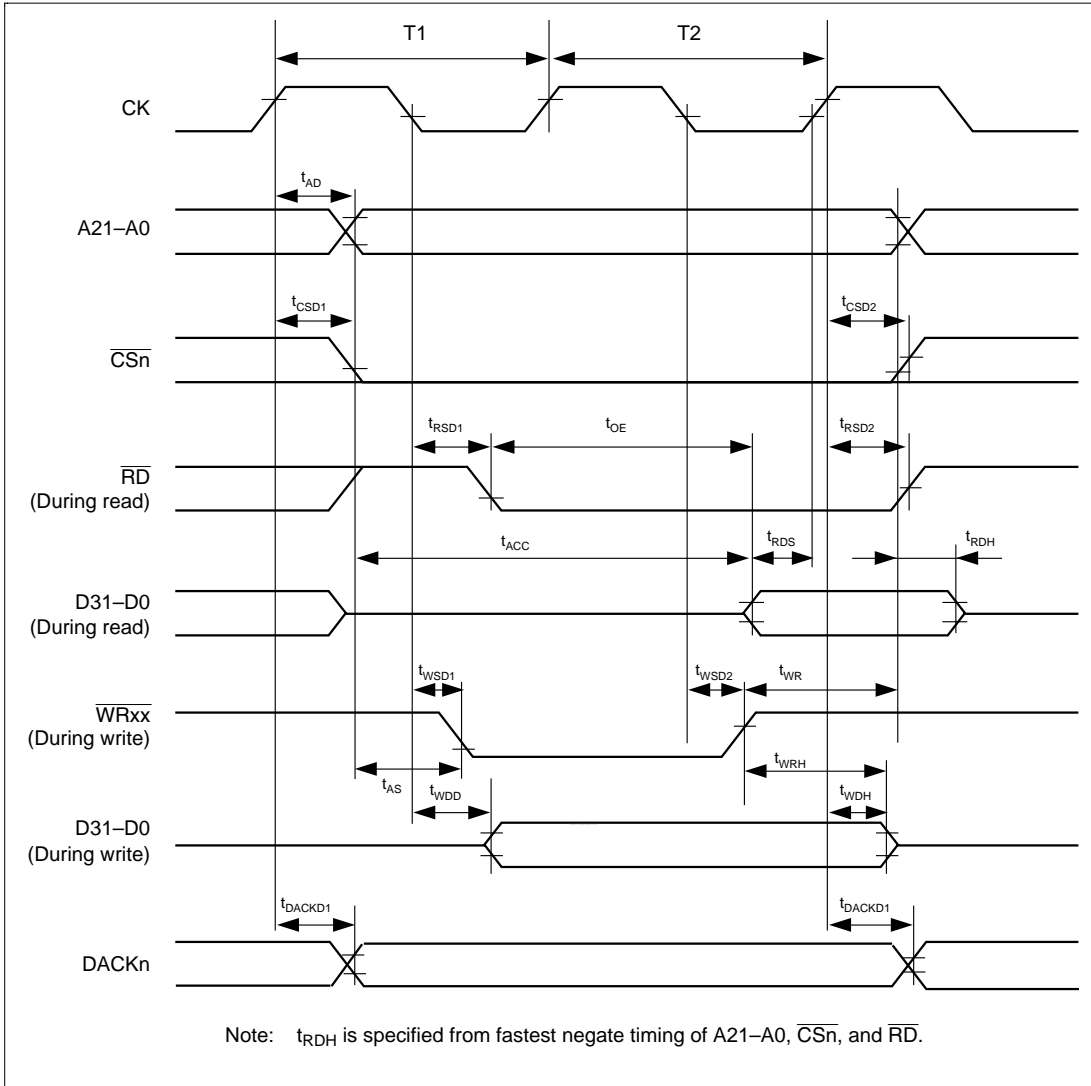 T1 T2
CK
tAD
A21–A0
tCSD1 tCSD2
CSn
tRSD1 tOE tRSD2
RD
(During read)
tACC tRDS tRDH
D31–D0
(During read)
tWSD1 tWSD2 tWR
WRxx
(During write)
tAS tWRH
tWDD tWDH
D31–D0
(During write)
tDACKD1 tDACKD1
DACKn
Note: tRDH is specified from fastest negate timing of A21–A0, CSn, and RD.